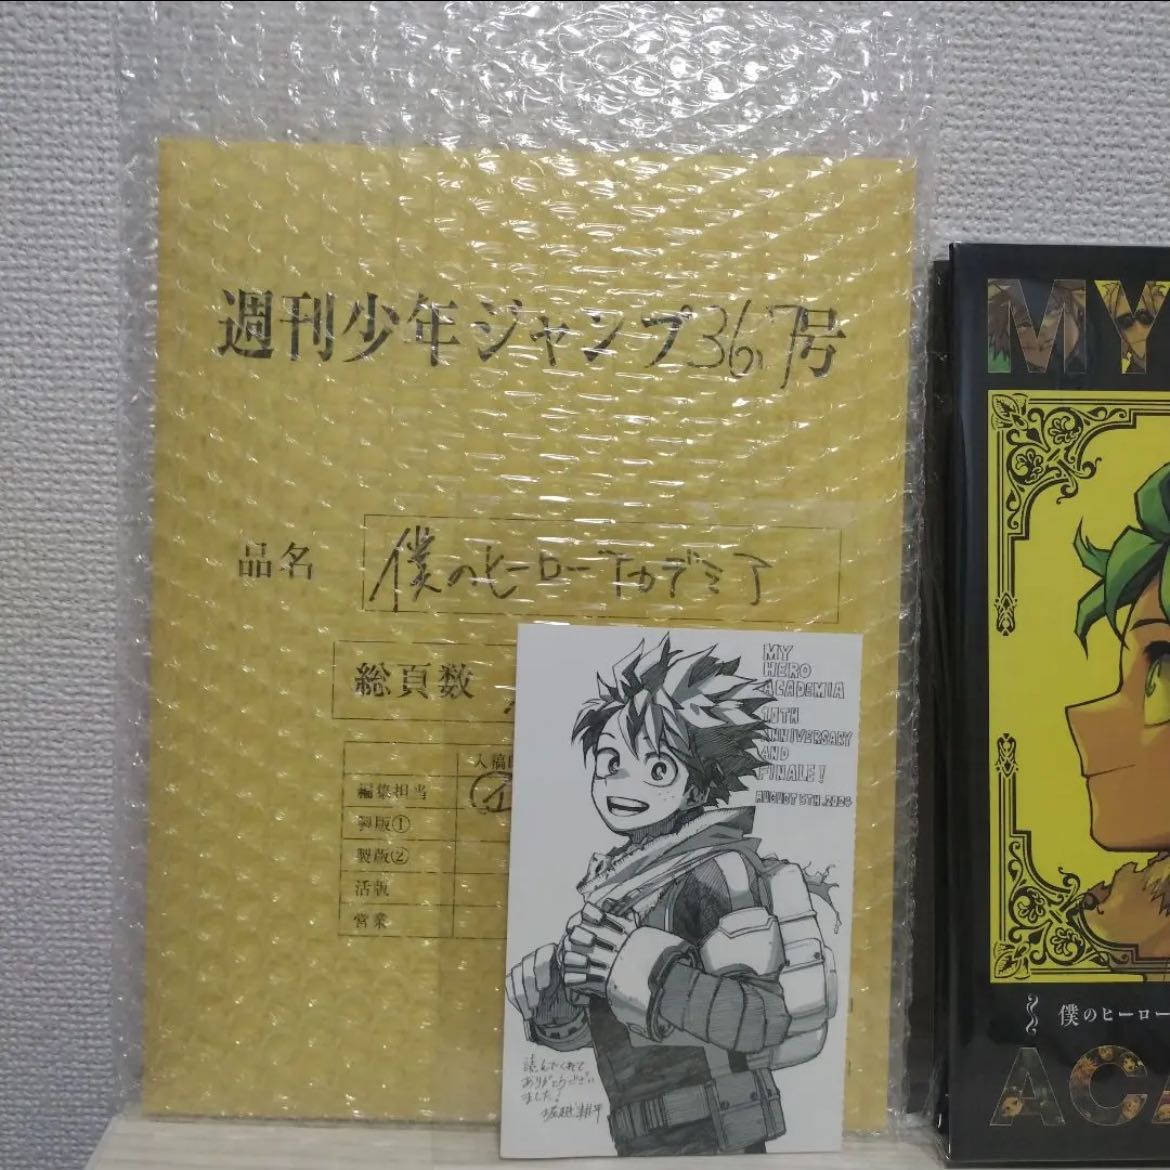 週刊少年ジャンプ36,7号
品名
僕のヒーローアカデミア
総頁数
入稿
編集担当
製版①
製版②
活版
営業
MY
HERO
ACADEMIA
10TH
ANNIVERSARY
AND
FINALE!
AUGUST 5TH.2024
読んでくれて
ありがとうござい
ました!
堀越耕平
MY
僕のヒーロー
ACA